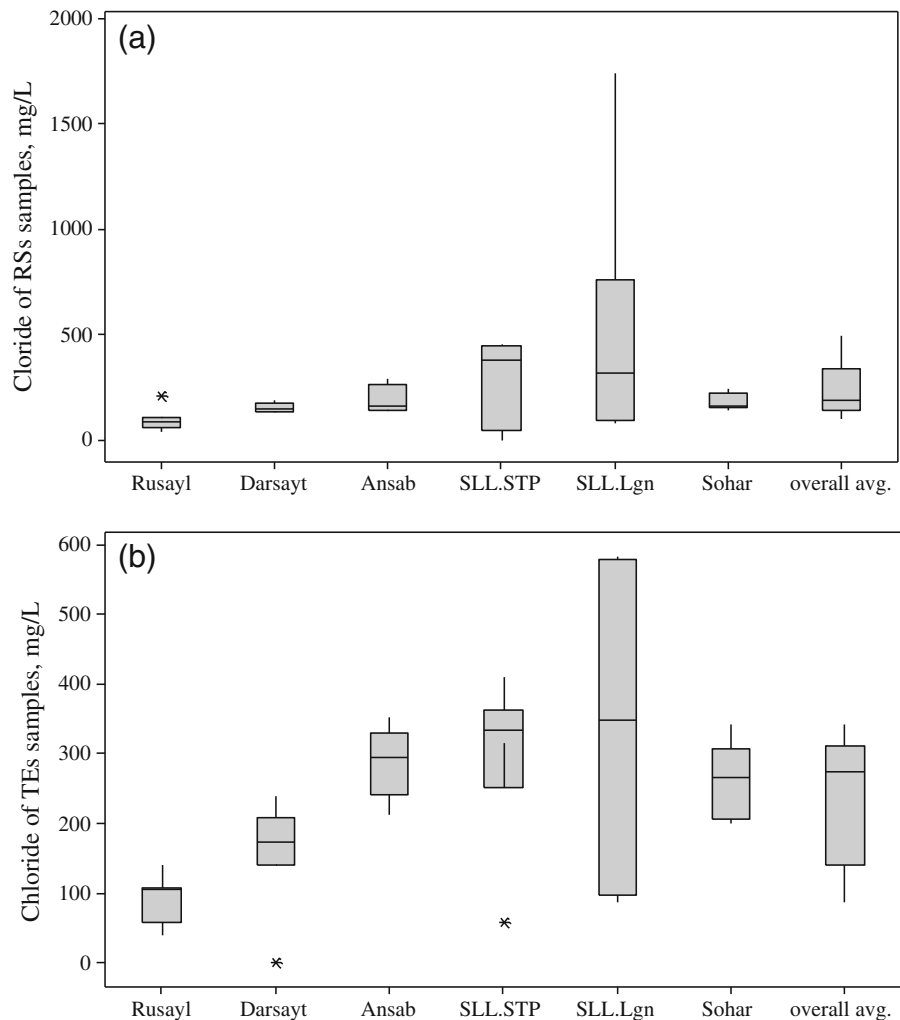 (a)
Cloride of RSs samples, mg/L
2000
1500
1000
500
0
Rusayl Darsayt Ansab SLL.STP SLL.Lgn Sohar overall avg.
(b)
Chloride of TEs samples, mg/L
600
500
400
300
200
100
0
Rusayl Darsayt Ansab SLL.STP SLL.Lgn Sohar overall avg.